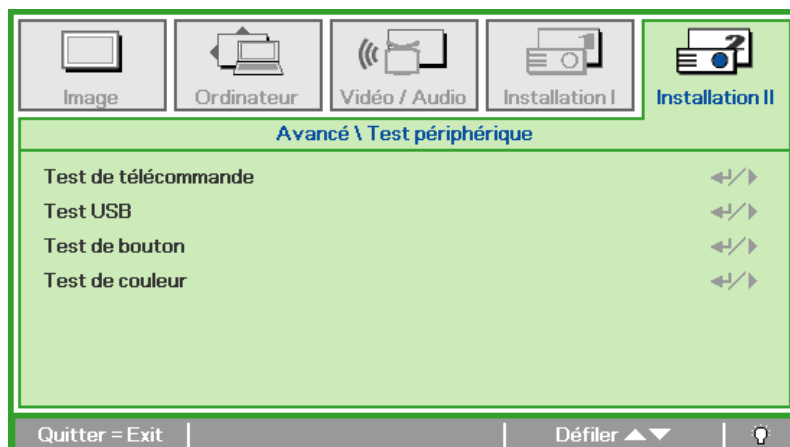 Image
Ordinateur
Vidéo / Audio
Installation I
Installation II
Avancé \ Test périphérique
Test de télécommande
Test USB
Test de bouton
Test de couleur
Quitter = Exit
Défiler ▲▼